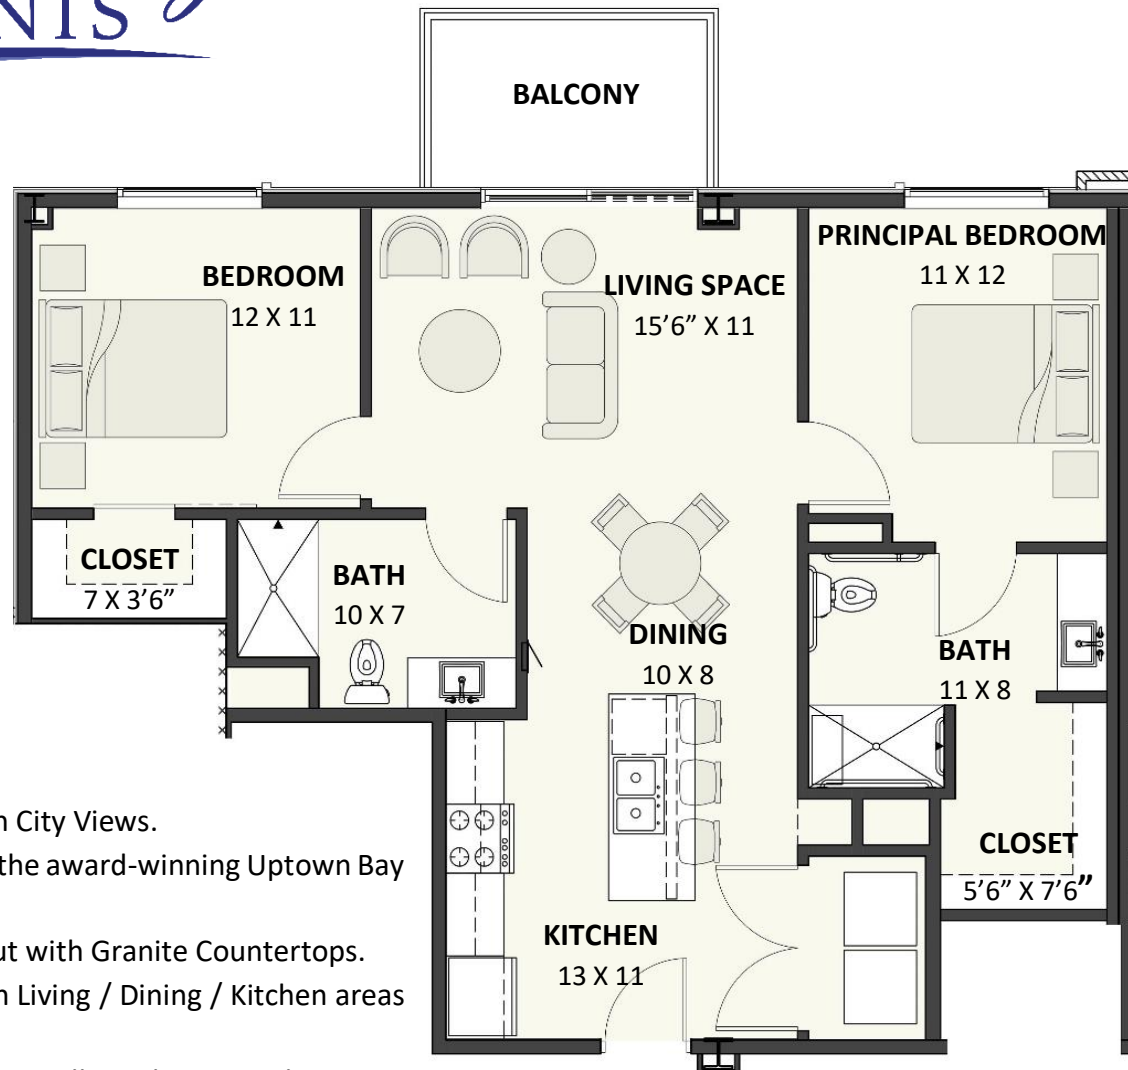 NIS
BALCONY
BEDROOM
12 X 11
LIVING SPACE
15’6” X 11
PRINCIPAL BEDROOM
11 X 12
CLOSET
7 X 3’6”
BATH
10 X 7
DINING
10 X 8
BATH
11 X 8
CLOSET
5’6” X 7’6”
KITCHEN
13 X 11
City Views.
the award-winning Uptown Bay
with Granite Countertops.
Living / Dining / Kitchen areas